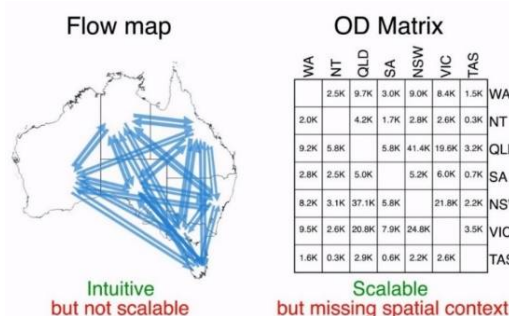 Flow map
OD Matrix
WA NT QLD SA NSW VIC TAS
2.5K 9.7K 3.0K 9.0K 8.4K 1.5K WA
2.0K 4.2K 1.7K 2.8K 2.6K 0.3K NT
9.2K 5.8K 5.8K 41.4K 19.6K 3.2K QL
2.8K 2.5K 5.0K 5.2K 6.0K 0.7K SA
8.2K 3.1K 37.1K 5.8K 21.8K 2.2K NS
9.5K 2.6K 20.8K 7.9K 24.8K 3.5K VIC
1.6K 0.3K 2.9K 0.6K 2.2K 2.6K TAS
Intuitive
but not scalable
Scalable
but missing spatial context